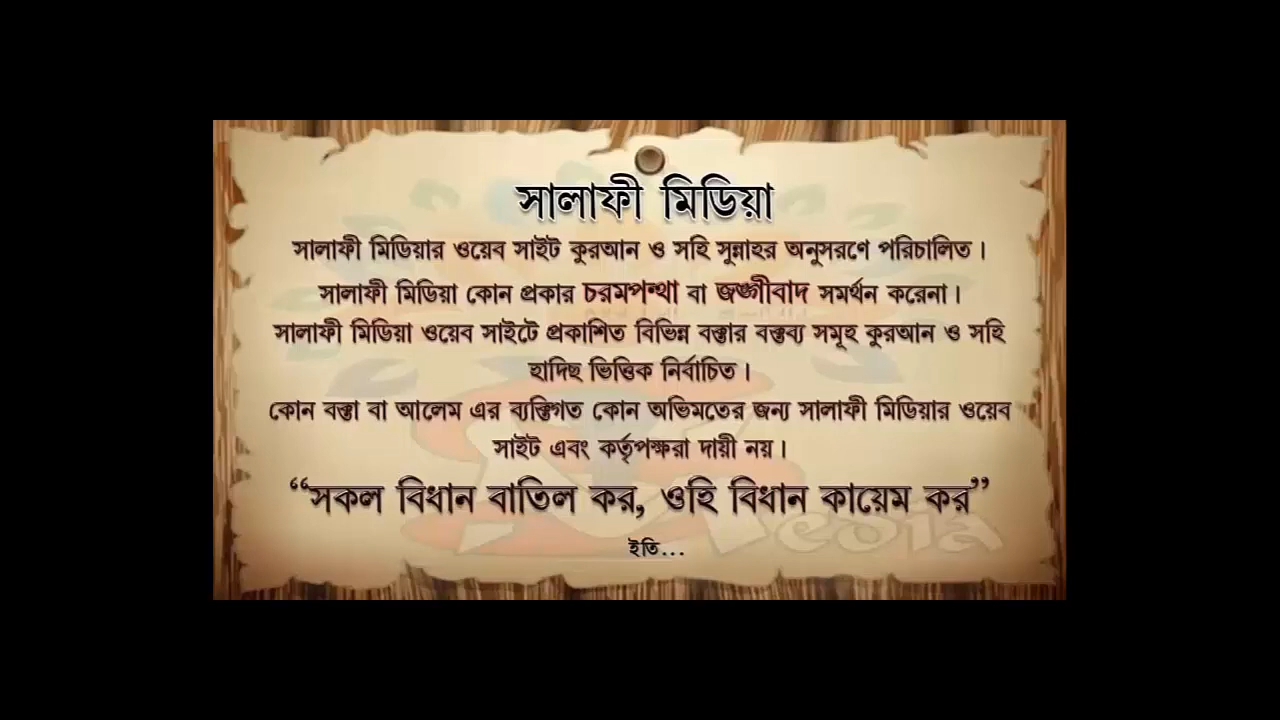 সালাফী মিডিয়া
সালাফী মিডিয়ার ওয়েব সাইট কুরআন ও সহি সুন্নাহর অনুসরণে পরিচালিত।
সালাফী মিডিয়া কোন প্রকার চরমপন্থা বা জঙ্গীবাদ সমর্থন করেনা।
সালাফী মিডিয়া ওয়েব সাইটে প্রকাশিত বিভিন্ন বক্তার বক্তব্য সমূহ কুরআন ও সহি
হাদিছ ভিত্তিক নির্বাচিত।
কোন বক্তা বা আলেম এর ব্যক্তিগত কোন অভিমতের জন্য সালাফী মিডিয়ার ওয়েব
সাইট এবং কর্তৃপক্ষরা দায়ী নয়।
“সকল বিধান বাতিল কর, ওহি বিধান কায়েম কর”
ইতি...